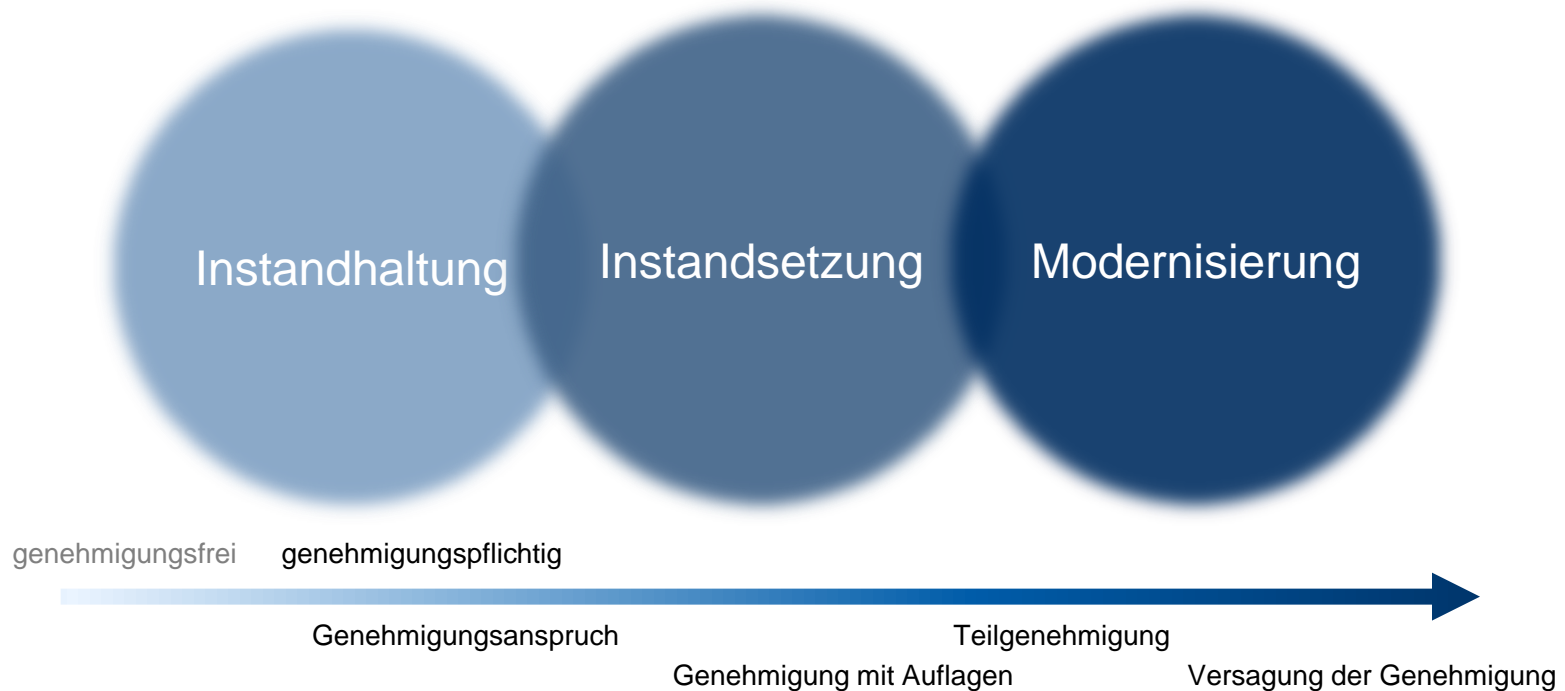 Instandhaltung
Instandsetzung
Modernisierung
genehmigungsfrei
genehmigungspflichtig
Genehmigungsanspruch
Teilgenehmigung
Genehmigung mit Auflagen
Versagung der Genehmigung